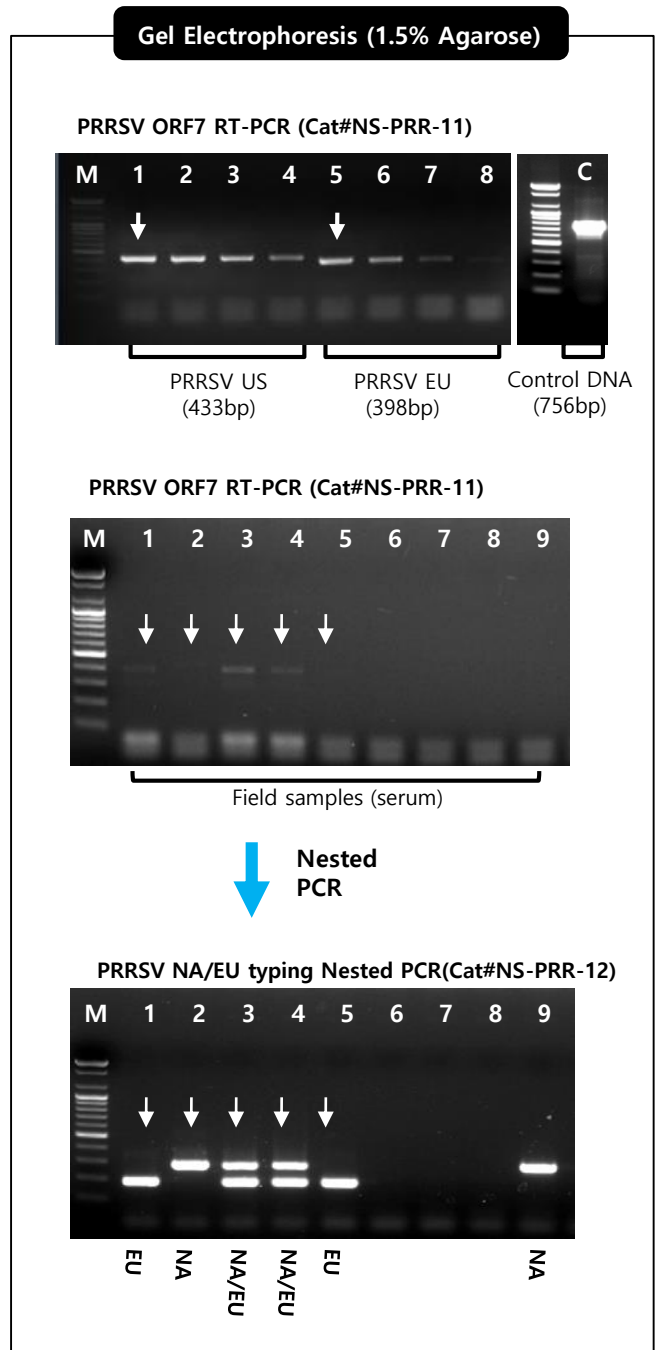 Gel Electrophoresis (1.5% Agarose)
PRRSV ORF7 RT-PCR (Cat#NS-PRR-11)
M 1 2 3 4 5 6 7 8 C
PRRSV US
(433bp)
PRRSV EU
(398bp)
Control DNA
(756bp)
PRRSV ORF7 RT-PCR (Cat#NS-PRR-11)
M 1 2 3 4 5 6 7 8 9
Field samples (serum)
Nested
PCR
PRRSV NA/EU typing Nested PCR(Cat#NS-PRR-12)
M 1 2 3 4 5 6 7 8 9
EU NA NA/EU NA/EU EU NA